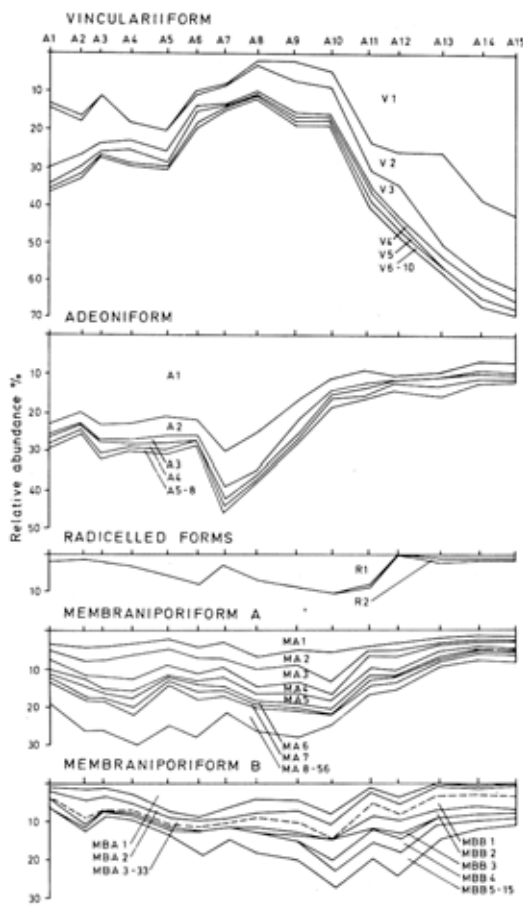 VINCULARIIFORM
A1 A2 A3 A4 A5 A6 A7 A8 A9 A10 A11 A12 A13 A14 A15
10
20
30
40
50
60
70
V1
V2
V3
V4
V5
V6-10
ADEONIFORM
10
20
30
40
50
A1
A2
A3
A4
A5-8
Relative abundance %
RADICELLED FORMS
10
R1
R2
MEMBRANIPORIFORM A
10
20
30
MA1
MA2
MA3
MA4
MA5
MA6
MA7
MA8-56
MEMBRANIPORIFORM B
10
20
30
MBA 1
MBA 2
MBA 3-33
MBB 1
MBB 2
MBB 3
MBB 4
MBB5-15